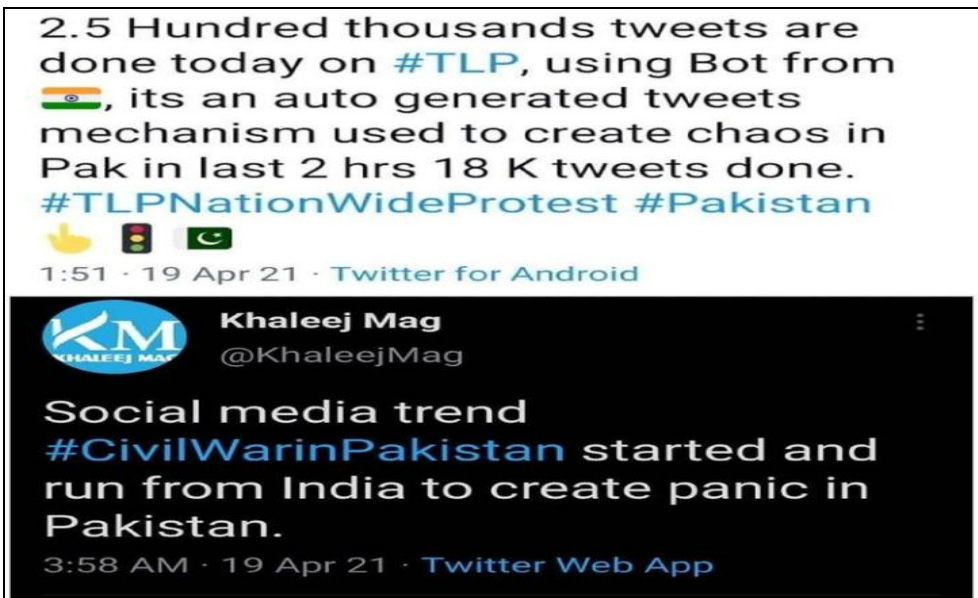 2.5 Hundred thousands tweets are
done today on #TLP, using Bot from
, its an auto generated tweets
mechanism used to create chaos in
Pak in last 2 hrs 18 K tweets done.
#TLPNationWideProtest #Pakistan
1:51 · 19 Apr 21 · Twitter for Android
KM
KHALEEJ MAG
Khaleej Mag
@KhaleejMag
Social media trend
#CivilWarinPakistan started and
run from India to create panic in
Pakistan.
3:58 AM · 19 Apr 21 · Twitter Web App